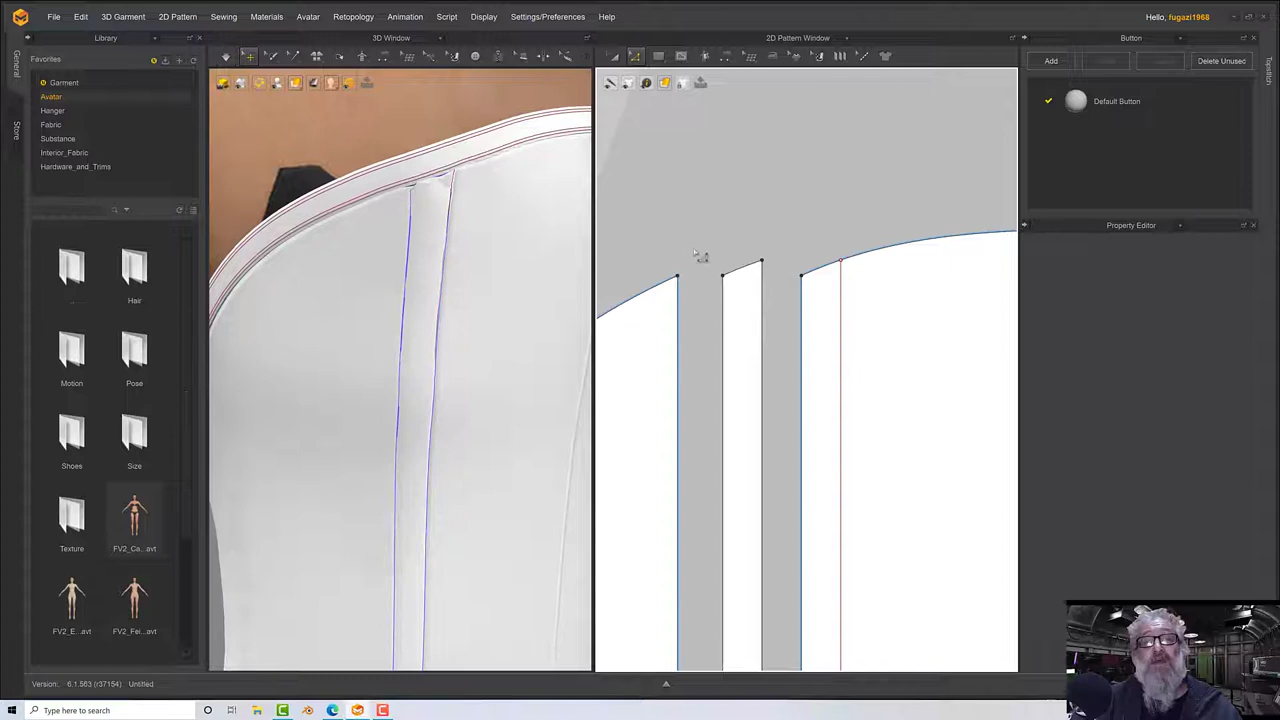 File Edit 3D Garment 2D Pattern Sewing Materials Avatar Retopology Animation Script Display Settings/Preferences Help
Hello, fugazi1968
Library
3D Window
2D Pattern Window
Button
General
Store
Topstitch
Favorites
Garment
Avatar
Hanger
Fabric
Substance
Interior_Fabric
Hardware_and_Trims
Add
Delete Unused
Default Button
Property Editor
..
Hair
Motion
Pose
Shoes
Size
Texture
FV2_Ca...avt
FV2_E...avt
FV2_Fei...avt
Version: 6.1.563 (r37154) Untitled
Type here to search